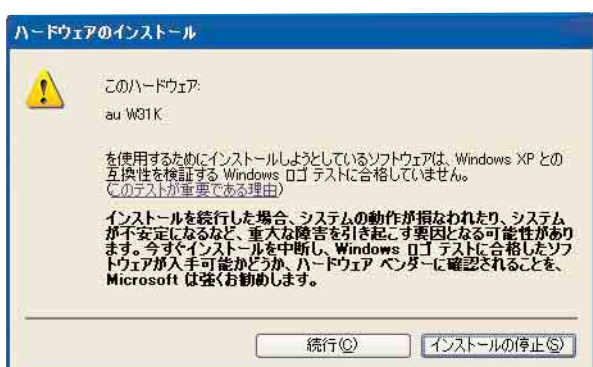 ハードウェアのインストール
このハードウェア:
au W31K
を使用するためにインストールしようとしているソフトウェアは、Windows XP との
互換性を検証する Windows ロゴ テストに合格していません。
(このテストが重要である理由)
インストールを続行した場合、システムの動作が損なわれたり、システム
が不安定になるなど、重大な障害を引き起こす要因となる可能性があり
ます。今すぐインストールを中断し、Windows ロゴ テストに合格したソフ
トウェアが入手可能かどうか、ハードウェア ベンダーに確認されることを、
Microsoft は強くお勧めします。
続行(C)
インストールの停止(S)